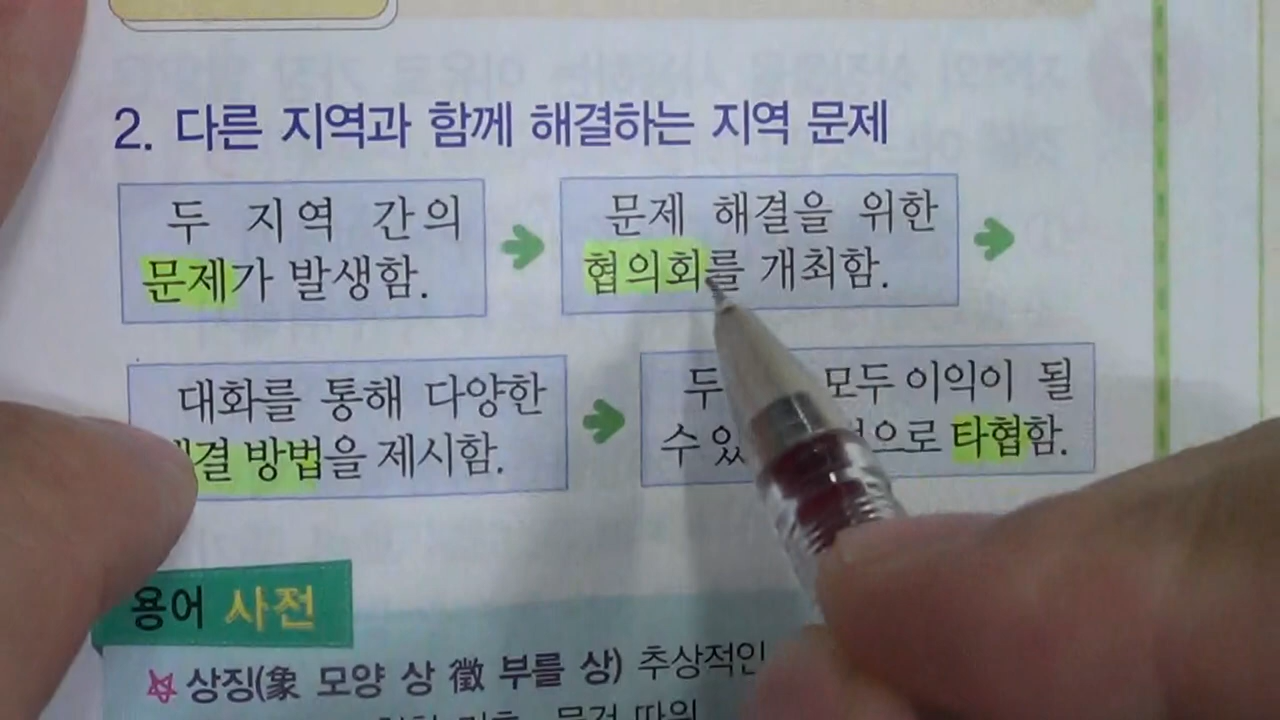 2. 다른 지역과 함께 해결하는 지역 문제
두 지역 간의
문제가 발생함.
문제 해결을 위한
협의회를 개최함.
대화를 통해 다양한
결 방법을 제시함.
두 모두 이익이 될
수 있 으로 타협함.
용어 사전
상징(象 모양 상 徵 부를 상) 추상적인